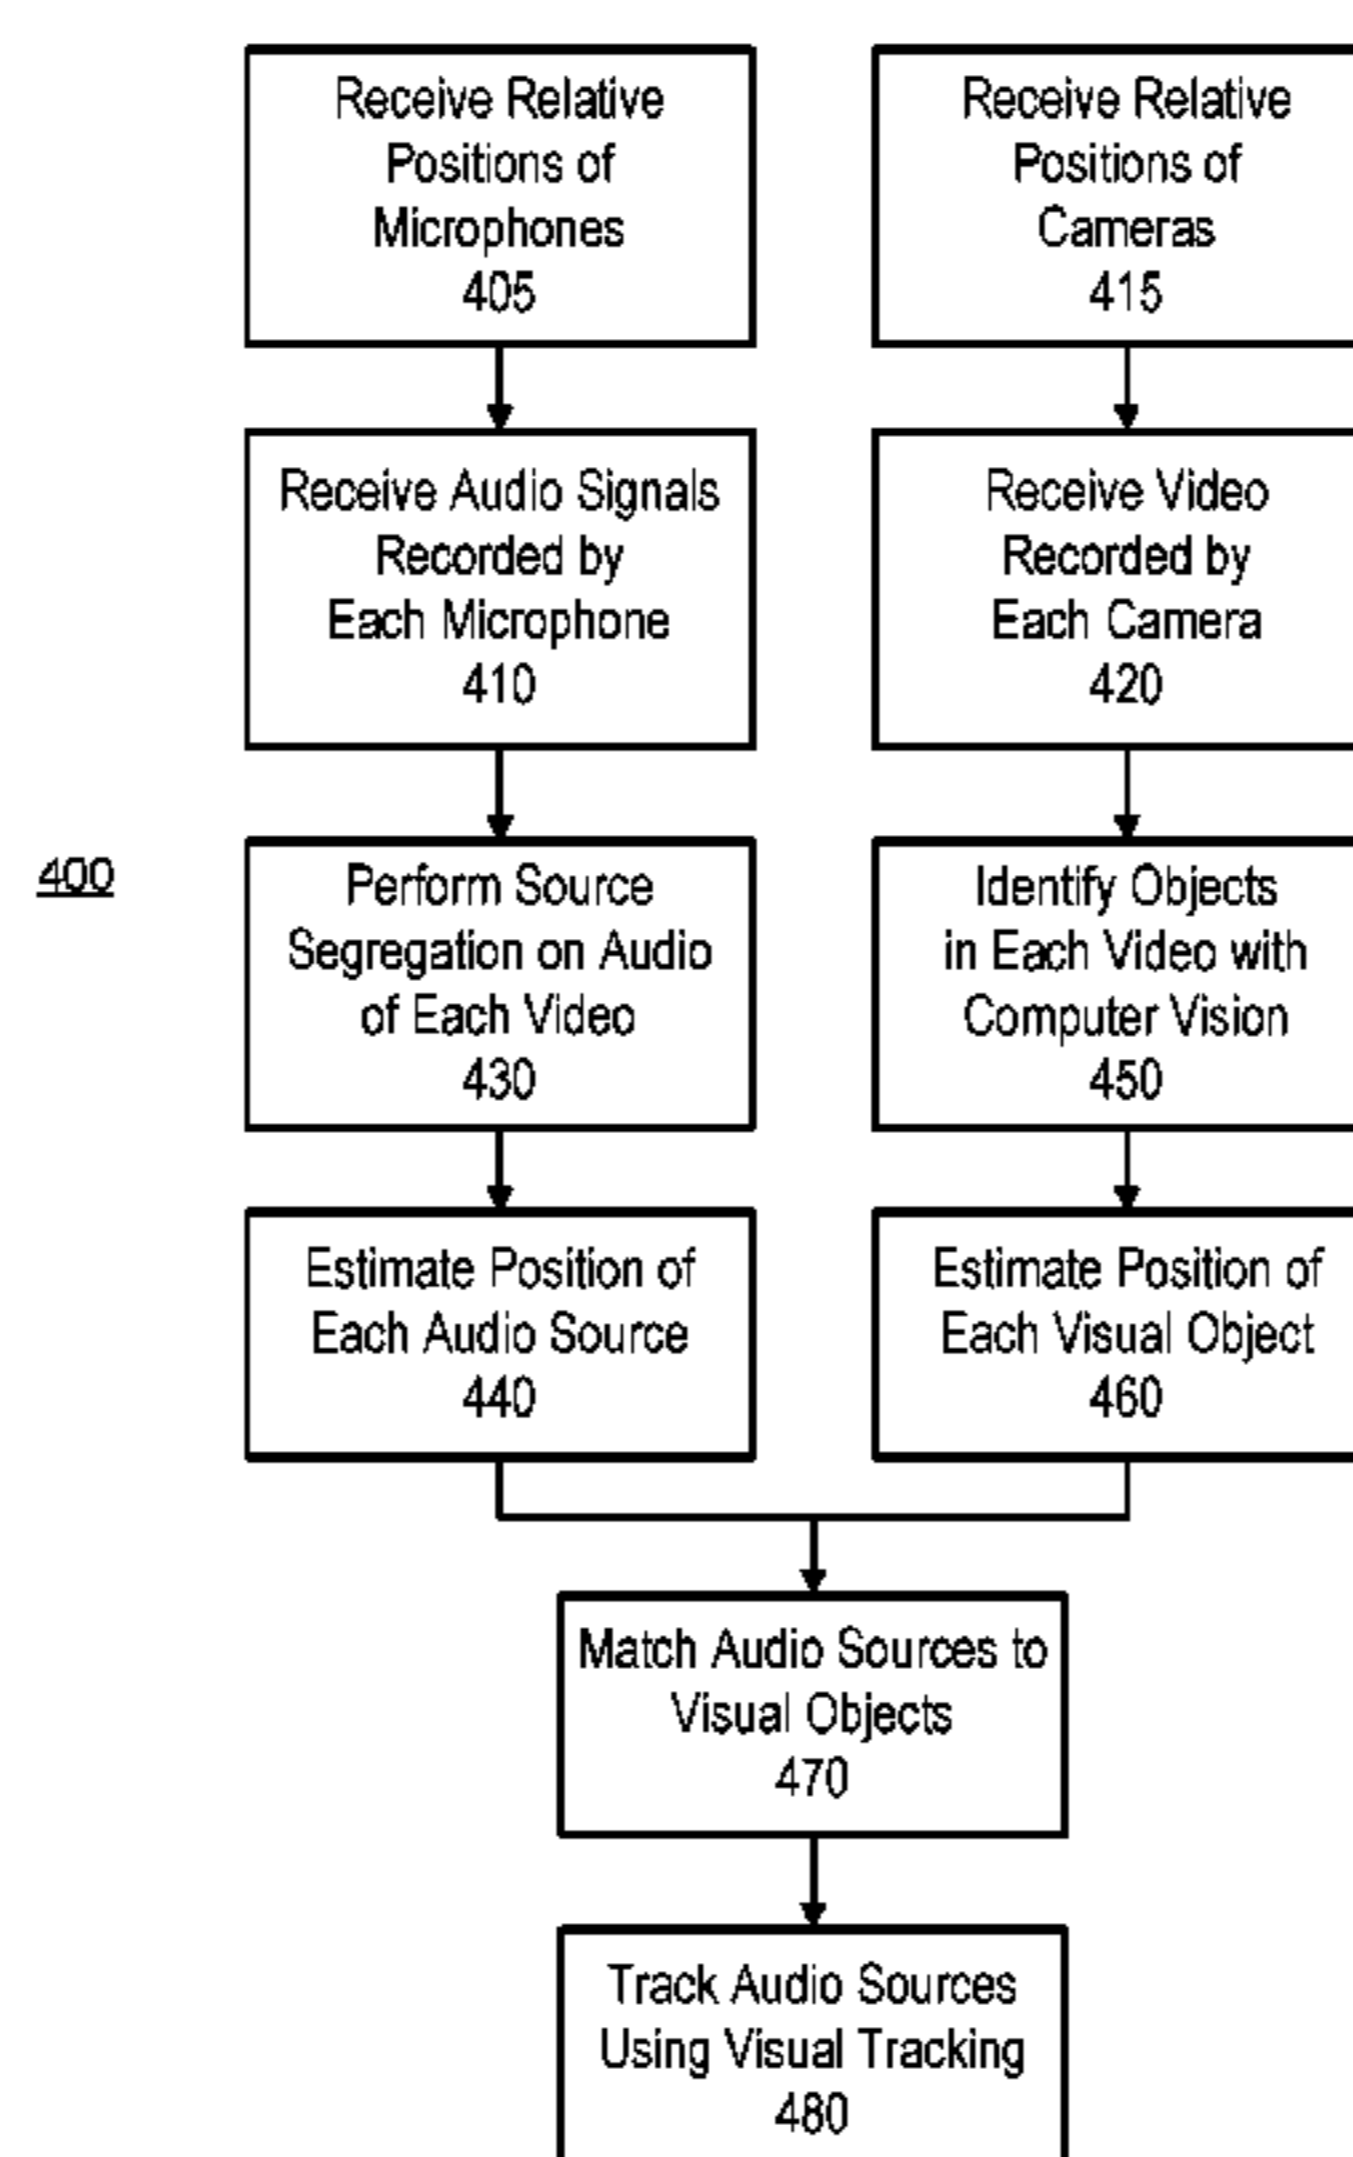 Receive Relative
Positions of
Microphones
405
Receive Relative
Positions of
Cameras
415
Receive Audio Signals
Recorded by
Each Microphone
410
Receive Video
Recorded by
Each Camera
420
400
Perform Source
Segregation on Audio
of Each Video
430
Identify Objects
in Each Video with
Computer Vision
450
Estimate Position of
Each Audio Source
440
Estimate Position of
Each Visual Object
460
Match Audio Sources to
Visual Objects
470
Track Audio Sources
Using Visual Tracking
480